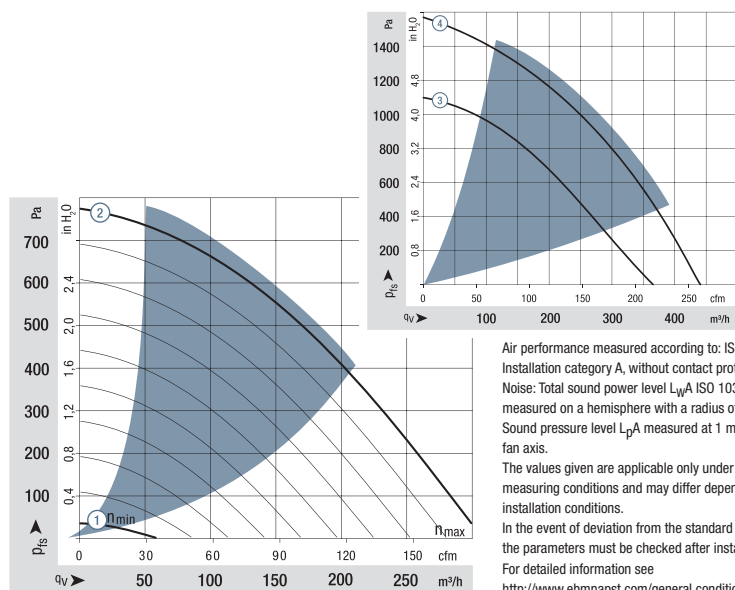 Pa
in H2O
1400
1200
1000
800
600
400
200
4,8
4,0
3,2
2,4
1,6
0,8
4
3
pfs
0 50 100 150 200 250 cfm
qV 100 200 300 400 m³/h
Pa
in H2O
700
600
500
400
300
200
100
2,4
2,0
1,6
1,2
0,8
0,4
2
1 nmin
nmax
pfs
0 30 60 90 120 150 cfm
qV 50 100 150 200 250 m³/h
Air performance measured according to:
Installation category A, without contact
Noise: Total sound power level LWA ISO
measured on a hemisphere with a radius
Sound pressure level LpA measured at 1
fan axis.
The values given are applicable only under
measuring conditions and may differ
installation conditions.
In the event of deviation from the standard
the parameters must be checked after
For detailed information see